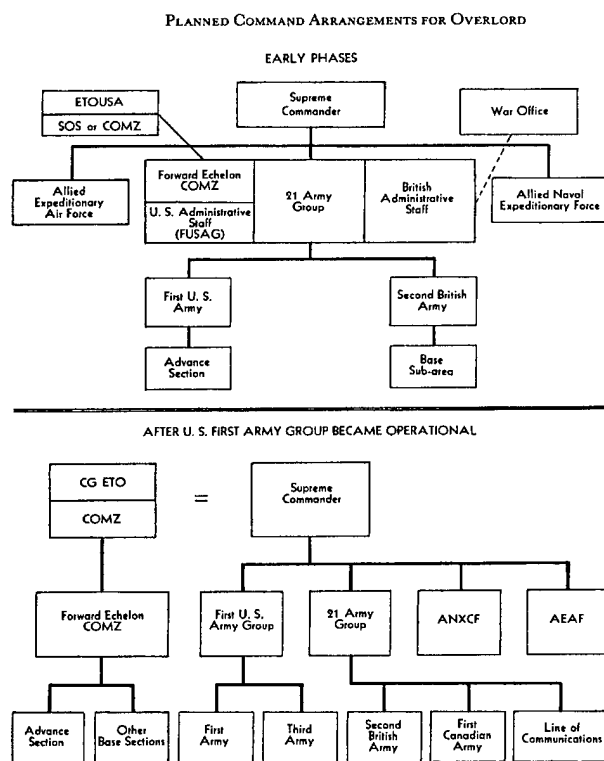 PLANNED COMMAND ARRANGEMENTS FOR OVERLORD
EARLY PHASES
ETOUSA
SOS or COMZ
Supreme
Commander
War Office
Allied
Expeditionary
Air Force
Forward Echelon
COMZ
U. S. Administrative
Staff
(FUSAG)
21 Army
Group
British
Administrative
Staff
Allied Naval
Expeditionary Force
First U. S.
Army
Second British
Army
Advance
Section
Base
Sub-area
AFTER U. S. FIRST ARMY GROUP BECAME OPERATIONAL
CG ETO
COMZ
=
Supreme
Commander
Forward Echelon
COMZ
First U. S.
Army Group
21 Army
Group
ANXCF
AEAF
Advance
Section
Other
Base Sections
First
Army
Third
Army
Second
British
Army
First
Canadian
Army
Line of
Communications